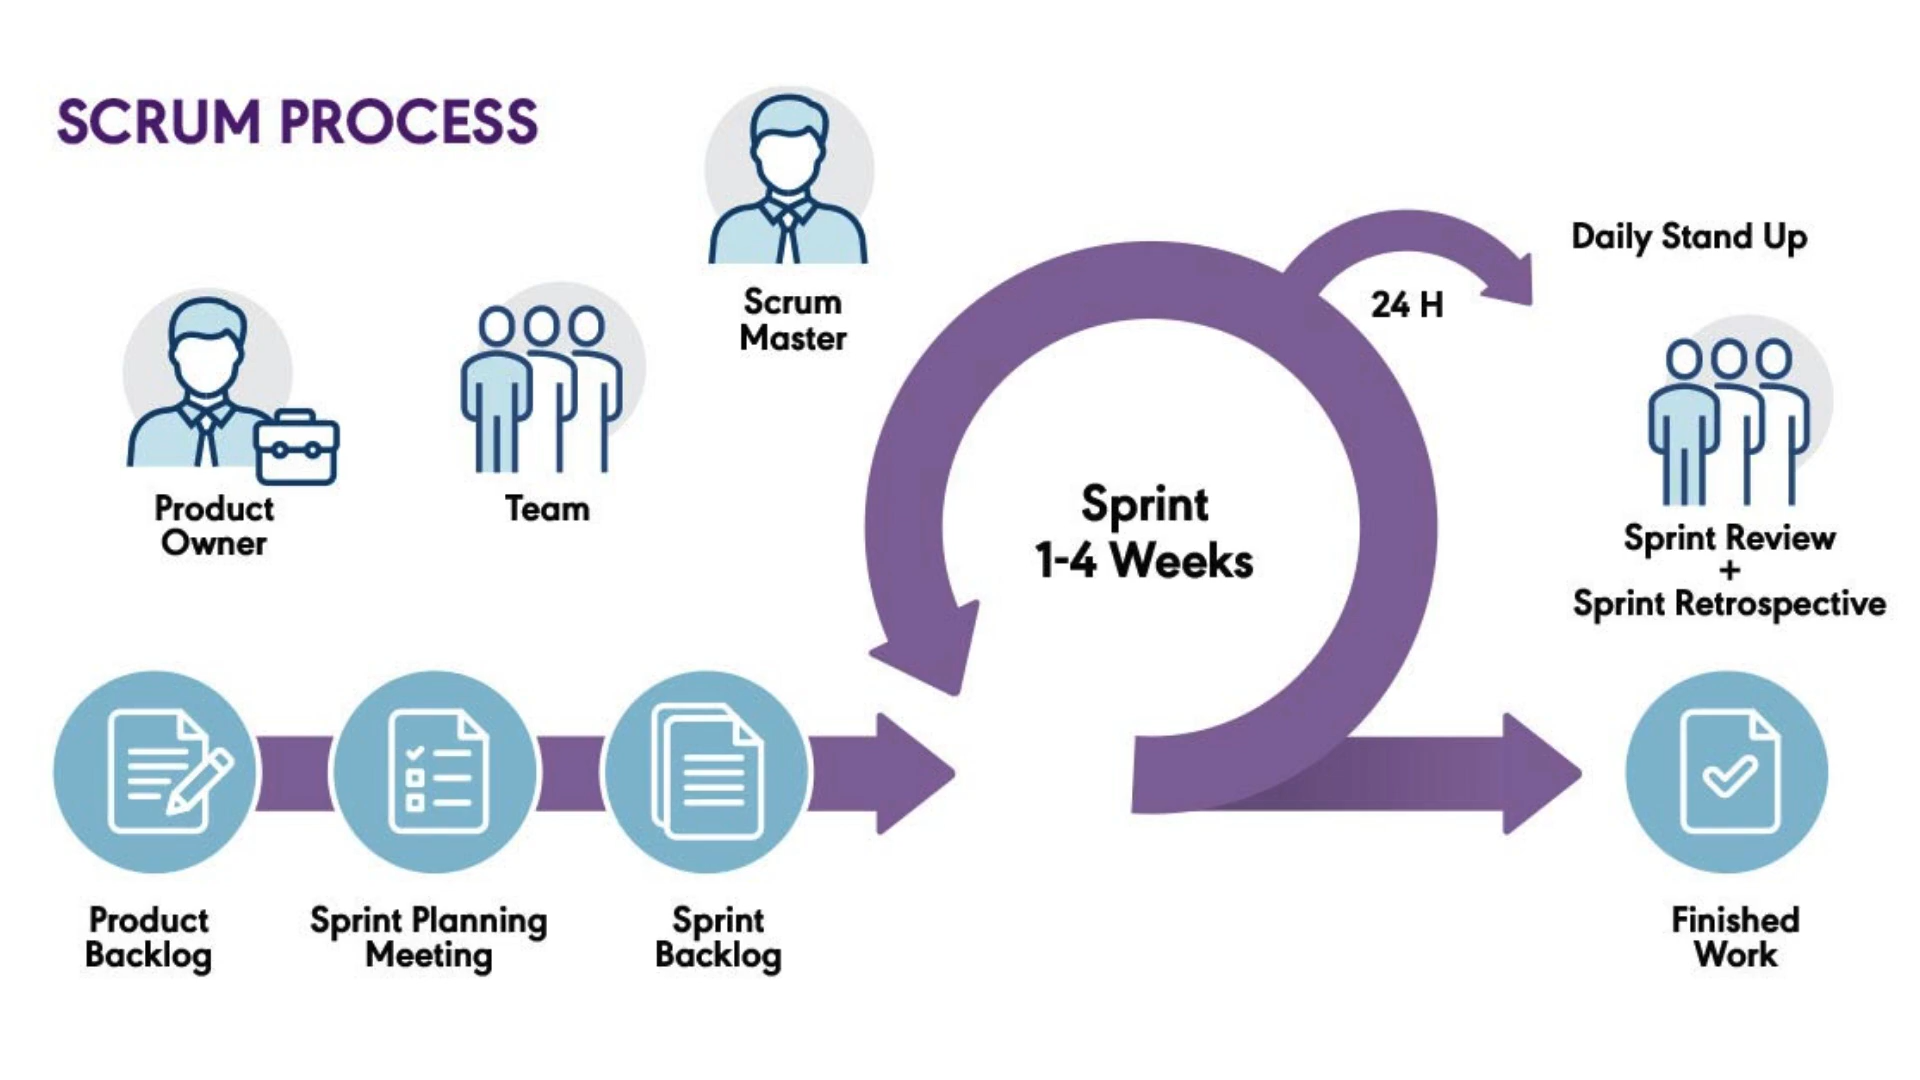 SCRUM PROCESS
Scrum
Master
Product
Owner
Team
Daily Stand Up
24 H
Sprint
1-4 Weeks
Sprint Review
+
Sprint Retrospective
Product
Backlog
Sprint Planning
Meeting
Sprint
Backlog
Finished
Work